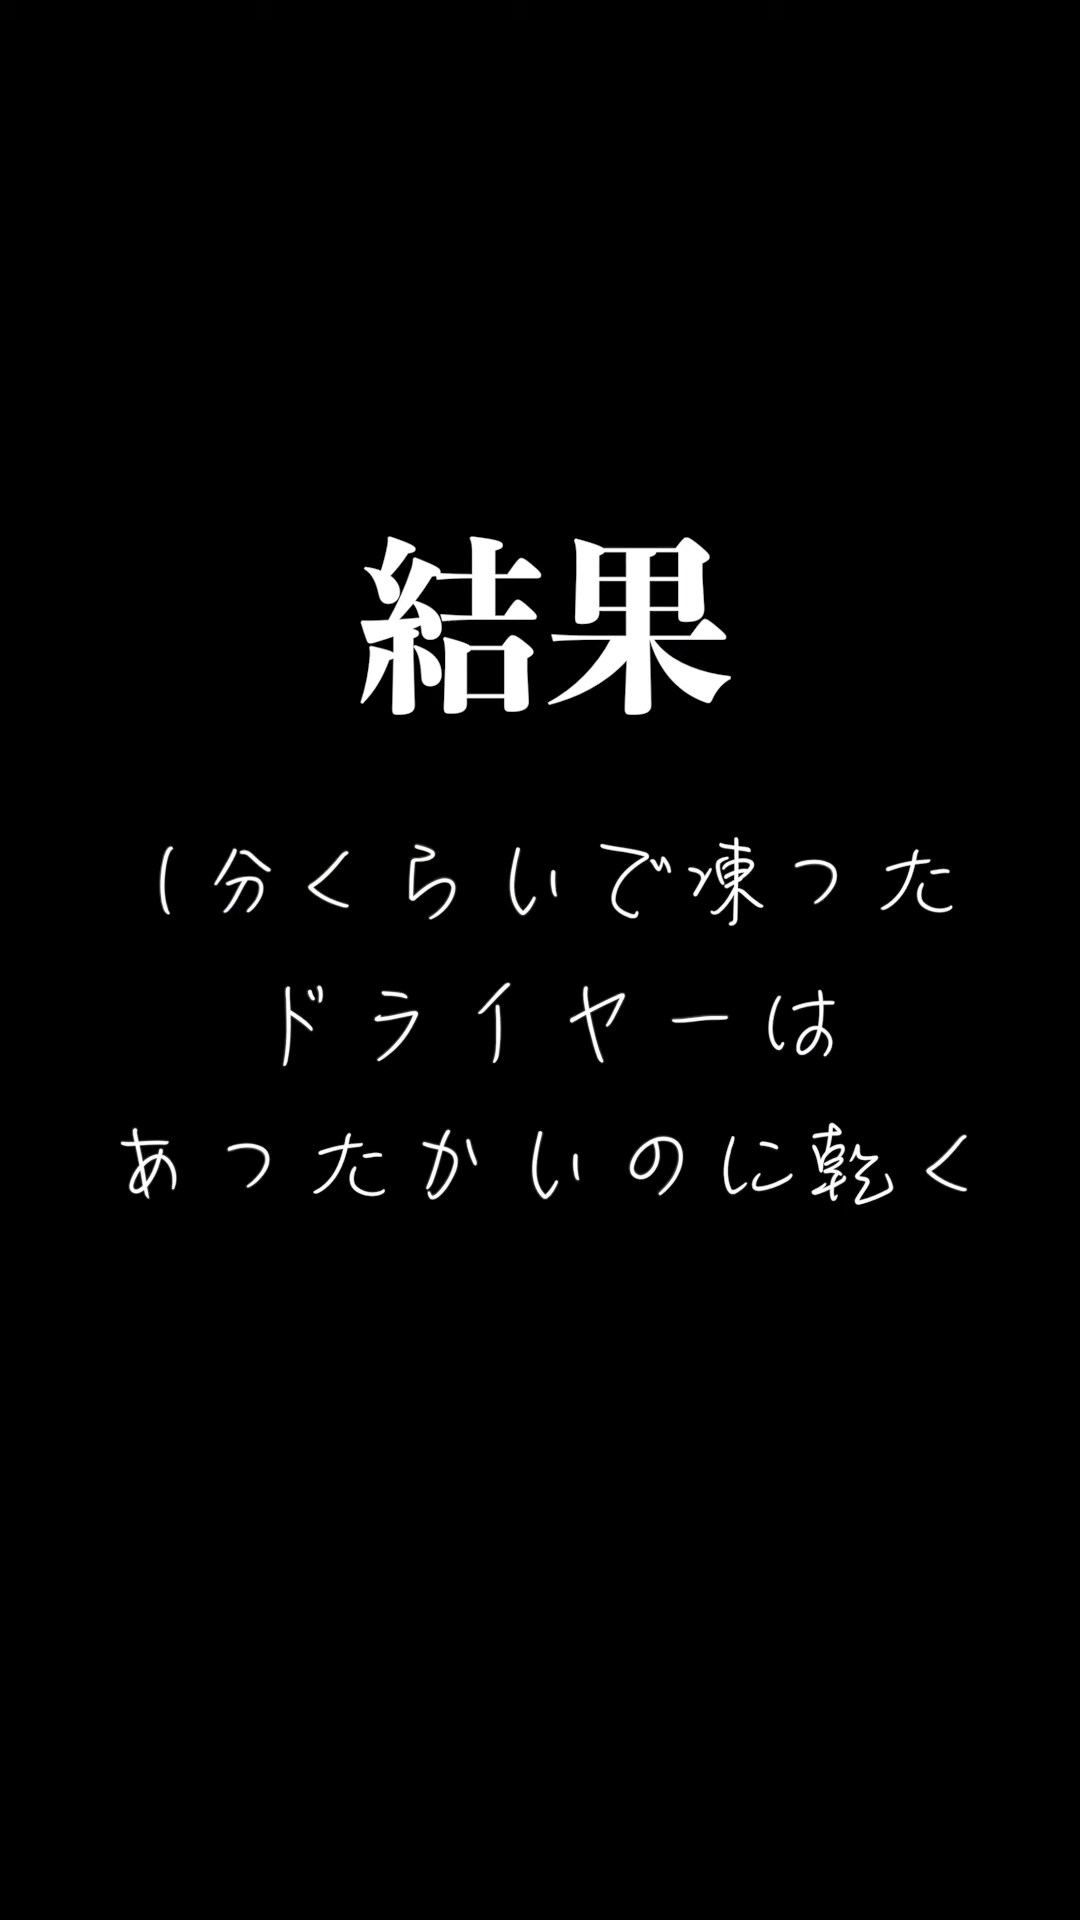 結果
1分くらいで凍った
ドライヤーは
あったかいのに乾く